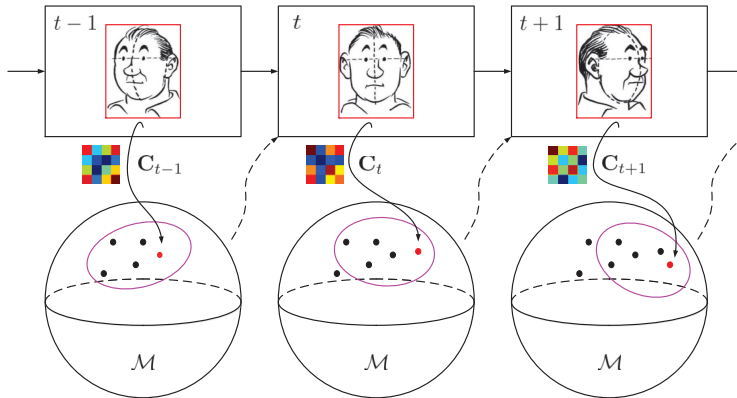 t − 1
t
t + 1
C_{t−1}
C_t
C_{t+1}
ℳ
ℳ
ℳ